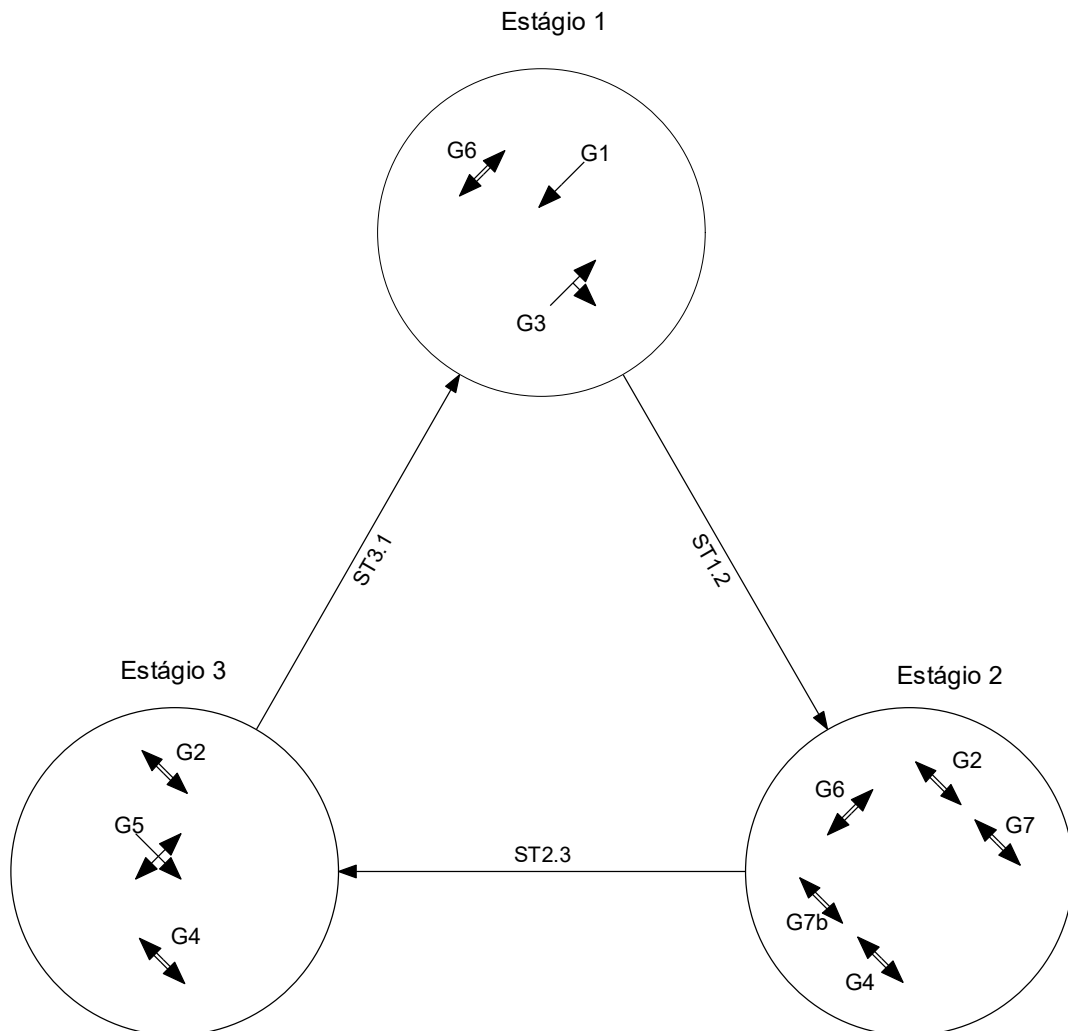 Estágio 1
G6
G1
G3
ST3.1
ST1.2
Estágio 3
Estágio 2
G2
G5
G4
ST2.3
G2
G6
G7
G7b
G4